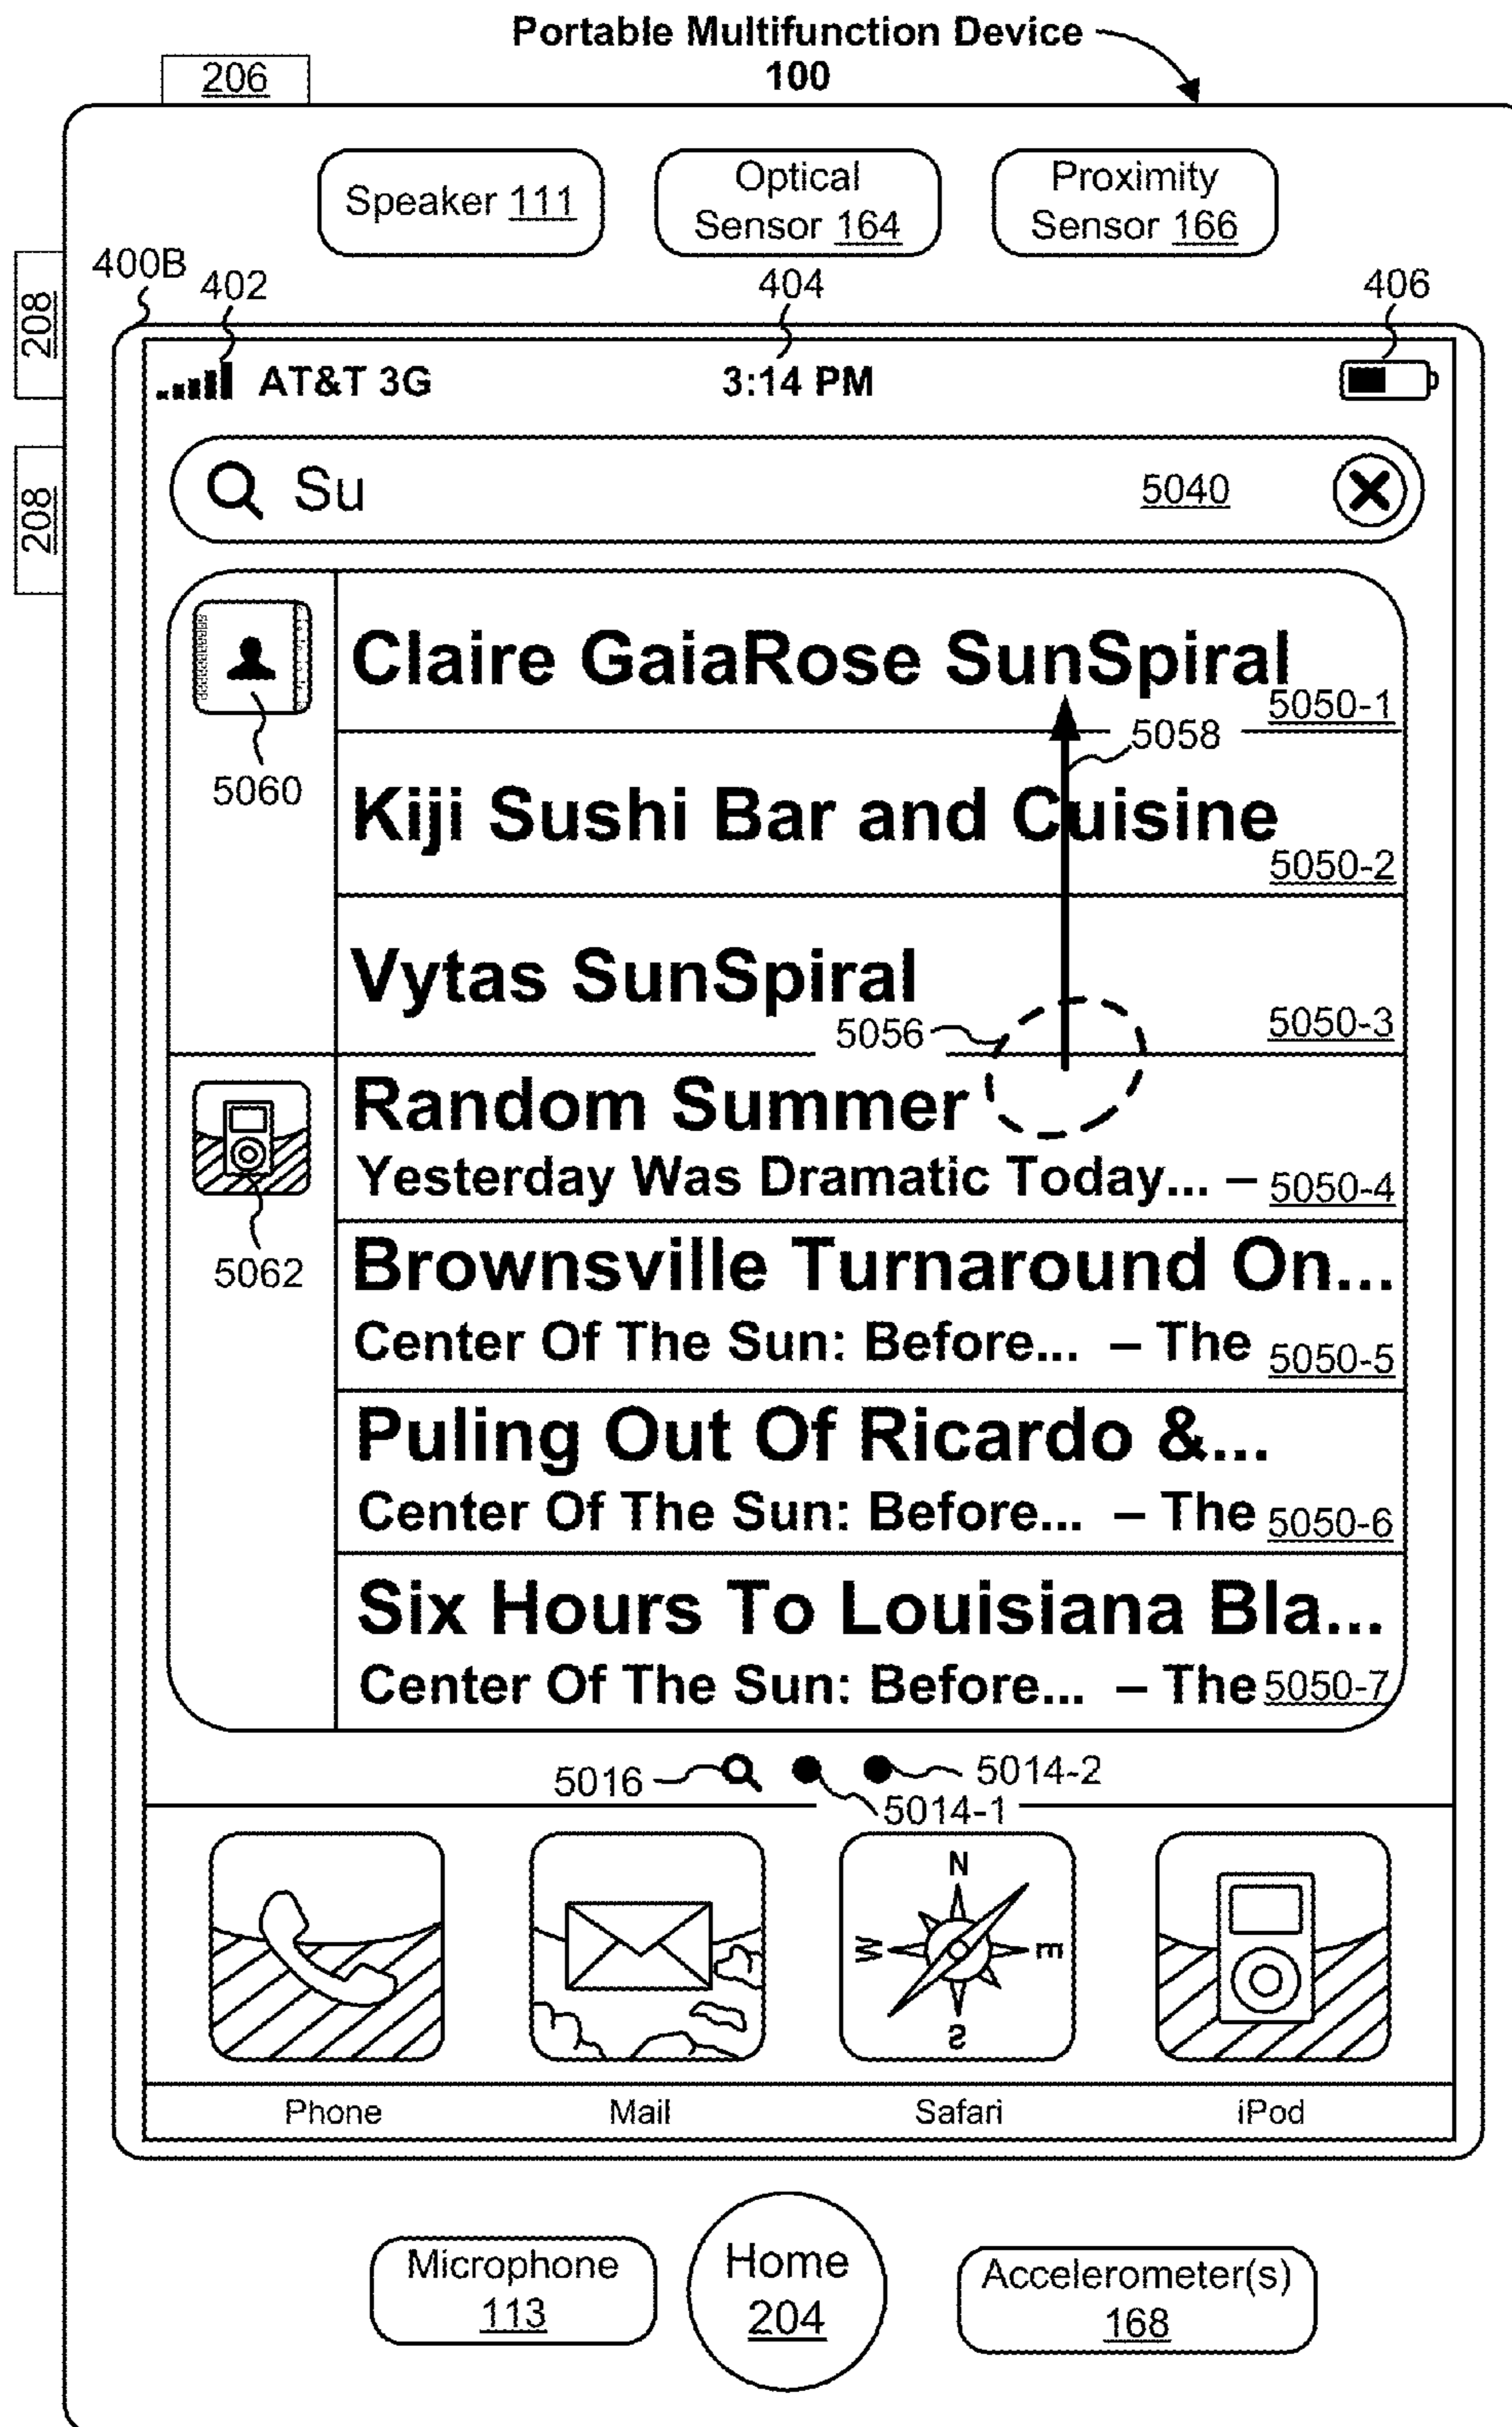 Portable Multifunction Device
100
206
Speaker 111
Optical
Sensor 164
Proximity
Sensor 166
208
208
400B
402
404
406
AT&T 3G
3:14 PM
Su
5040
Claire GaiaRose SunSpiral
5050-1
5058
5060
Kiji Sushi Bar and Cuisine
5050-2
Vytas SunSpiral
5056
5050-3
Random Summer
Yesterday Was Dramatic Today... –
5050-4
5062
Brownsville Turnaround On...
Center Of The Sun: Before... – The
5050-5
Puling Out Of Ricardo &...
Center Of The Sun: Before... – The
5050-6
Six Hours To Louisiana Bla...
Center Of The Sun: Before... – The
5050-7
5016
5014-2
5014-1
N
W
E
S
Phone
Mail
Safari
iPod
Microphone
113
Home
204
Accelerometer(s)
168